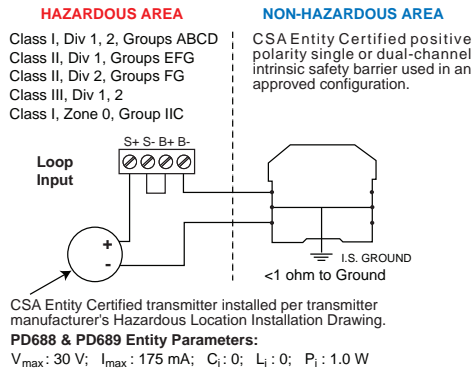 HAZARDOUS AREA
Class I, Div 1, 2, Groups ABCD
Class II, Div 1, Groups EFG
Class II, Div 2, Groups FG
Class III, Div 1, 2
Class I, Zone 0, Group IIC
NON-HAZARDOUS AREA
CSA Entity Certified positive
polarity single or dual-channel
intrinsic safety barrier used in an
approved configuration.
S+ S- B+ B-
Loop
Input
+
-
I.S. GROUND
<1 ohm to Ground
CSA Entity Certified transmitter installed per transmitter
manufacturer's Hazardous Location Installation Drawing.
PD688 & PD689 Entity Parameters:
Vmax : 30 V; Imax : 175 mA; Ci : 0; Li : 0; Pi : 1.0 W